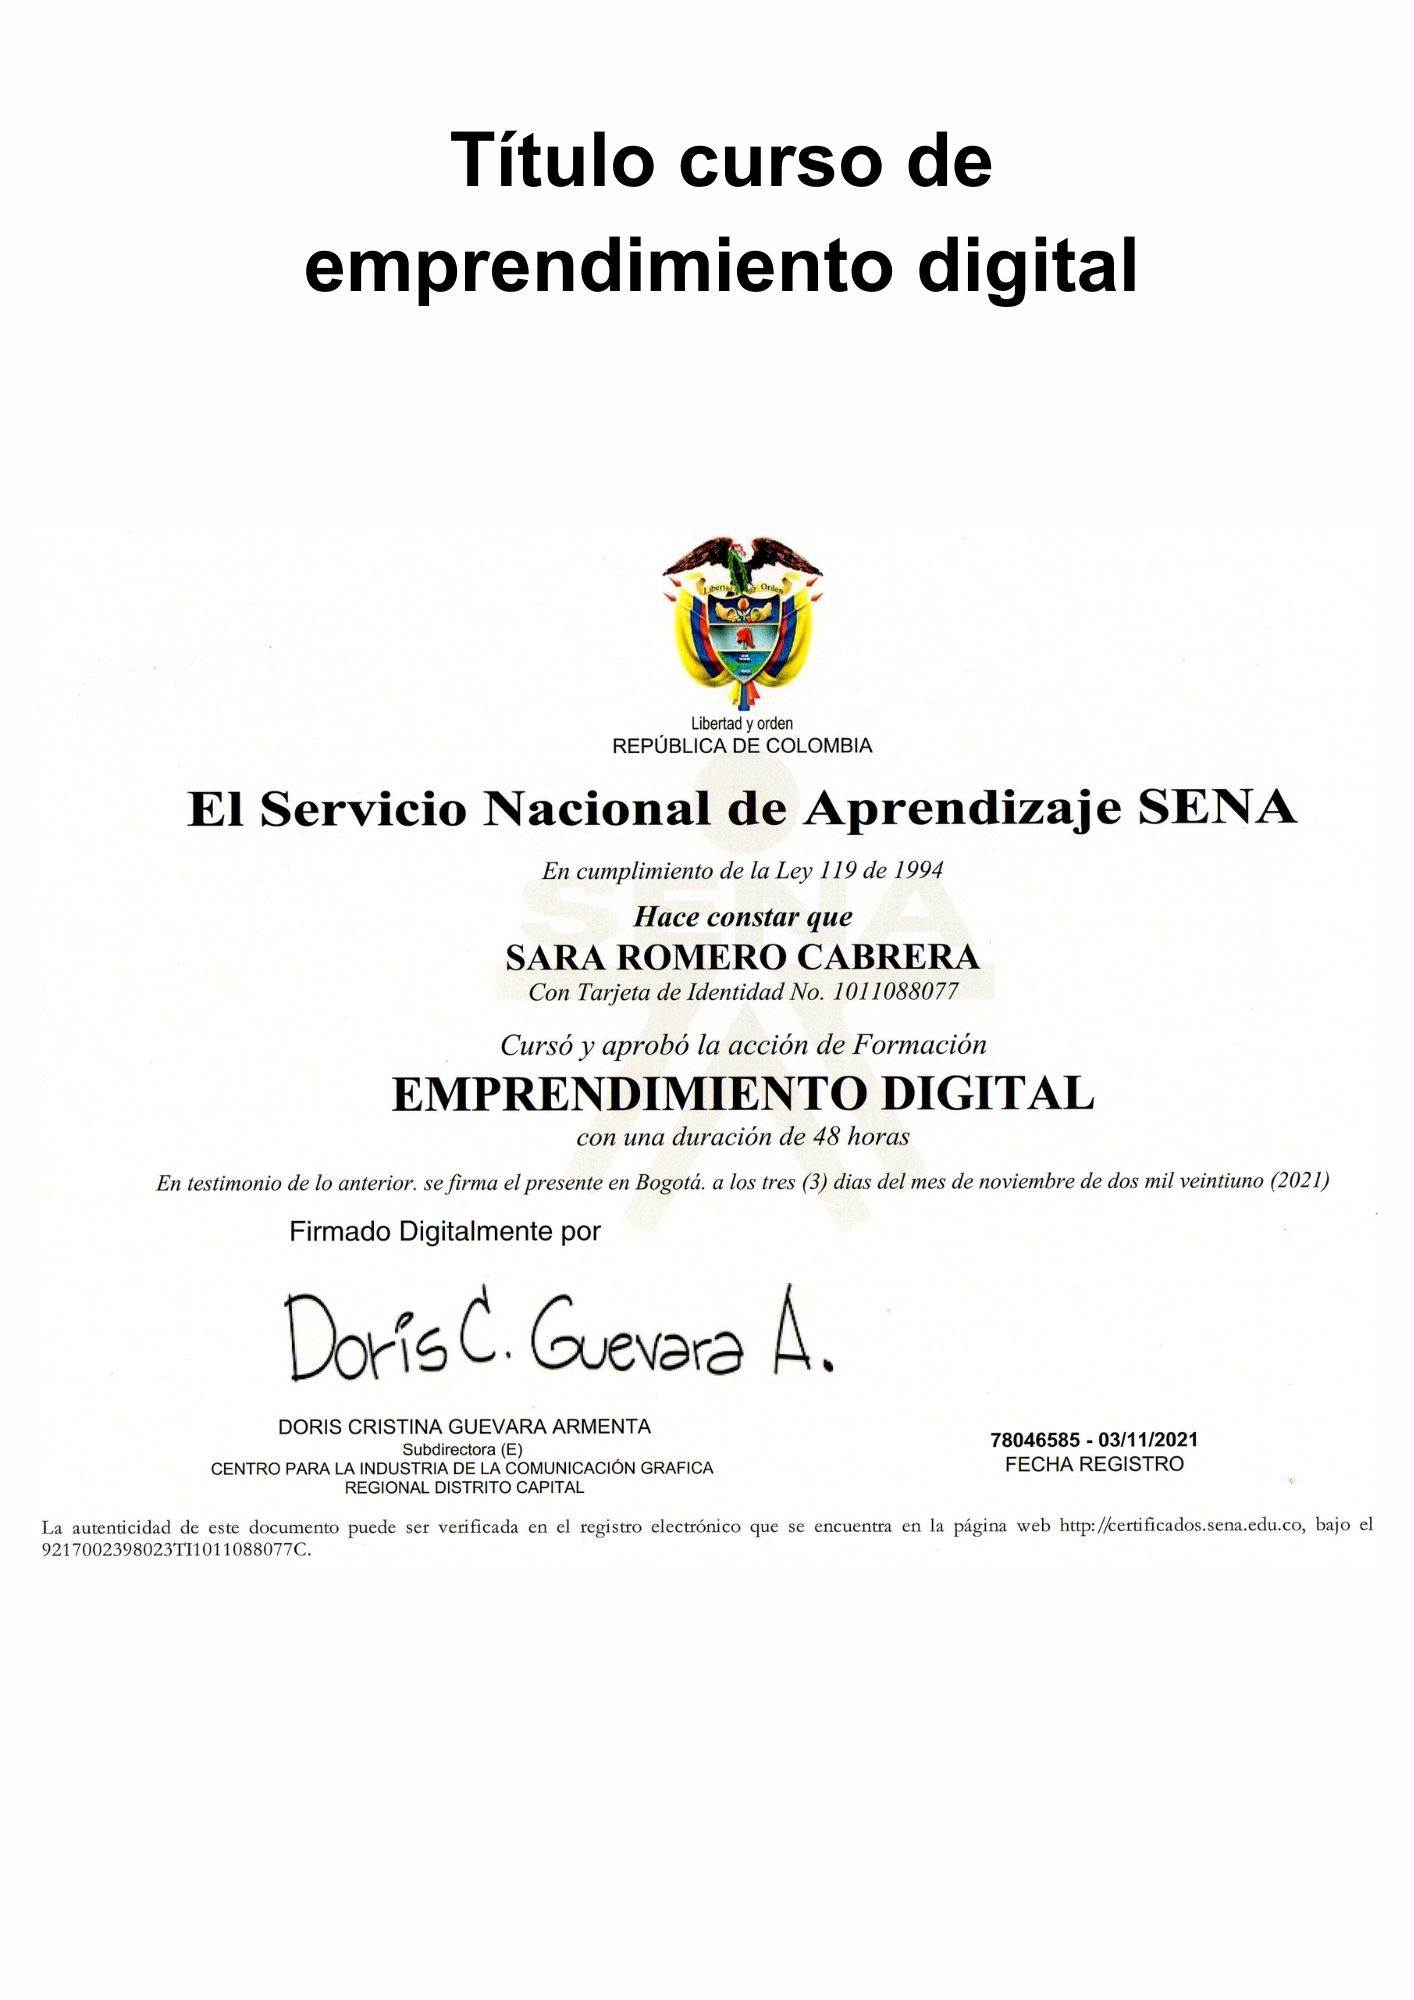 Título curso de
emprendimiento digital
Libertad y Orden
Libertad y orden
REPÚBLICA DE COLOMBIA
SENA
El Servicio Nacional de Aprendizaje SENA
En cumplimiento de la Ley 119 de 1994
Hace constar que
SARA ROMERO CABRERA
Con Tarjeta de Identidad No. 1011088077
Cursó y aprobó la acción de Formación
EMPRENDIMIENTO DIGITAL
con una duración de 48 horas
En testimonio de lo anterior. se firma el presente en Bogotá. a los tres (3) dias del mes de noviembre de dos mil veintiuno (2021)
Firmado Digitalmente por
Doris C. Guevara A.
DORIS CRISTINA GUEVARA ARMENTA
Subdirectora (E)
CENTRO PARA LA INDUSTRIA DE LA COMUNICACIÓN GRAFICA
REGIONAL DISTRITO CAPITAL
78046585 - 03/11/2021
FECHA REGISTRO
La autenticidad de este documento puede ser verificada en el registro electrónico que se encuentra en la página web http://certificados.sena.edu.co, bajo el
9217002398023TI1011088077C.